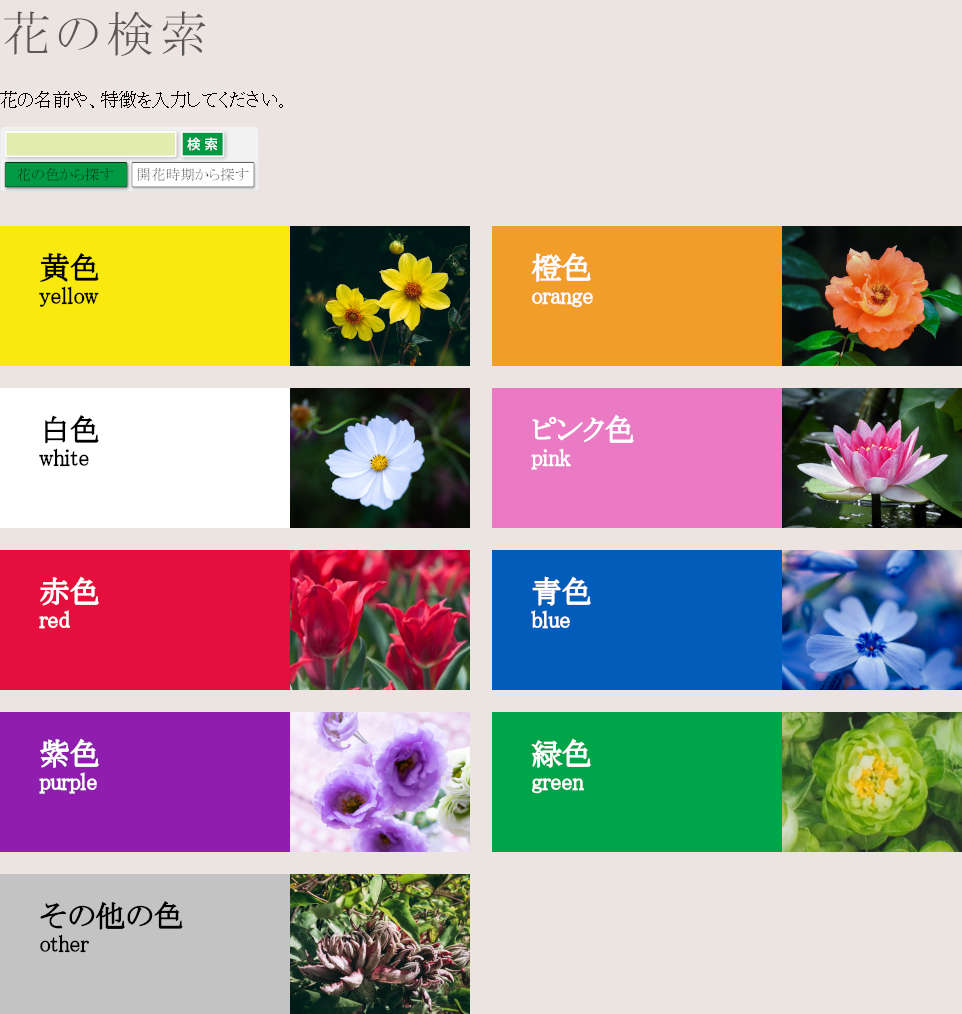 花の検索
花の名前や、特徴を入力してください。
検索
花の色から探す 開花時期から探す
黄色
yellow
橙色
orange
白色
white
ピンク色
pink
赤色
red
青色
blue
紫色
purple
緑色
green
その他の色
other